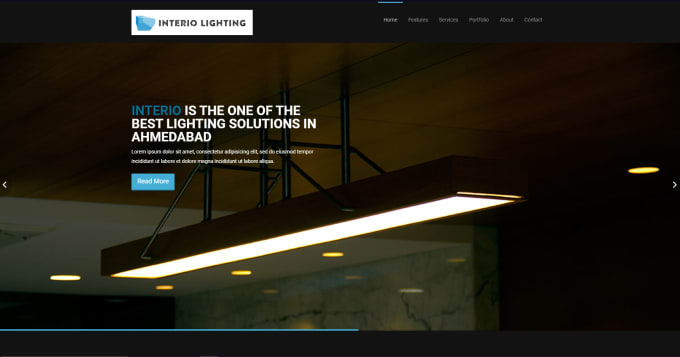 INTERIO LIGHTING
Home Features Services Portfolio About Contact
INTERIO IS THE ONE OF THE
BEST LIGHTING SOLUTIONS IN
AHMEDABAD
Lorem ipsum dolor sit amet, consectetur adipisicing elit, sed do eiusmod tempor
incididunt ut labore et dolore magna incididunt ut labore aliqua.
Read More